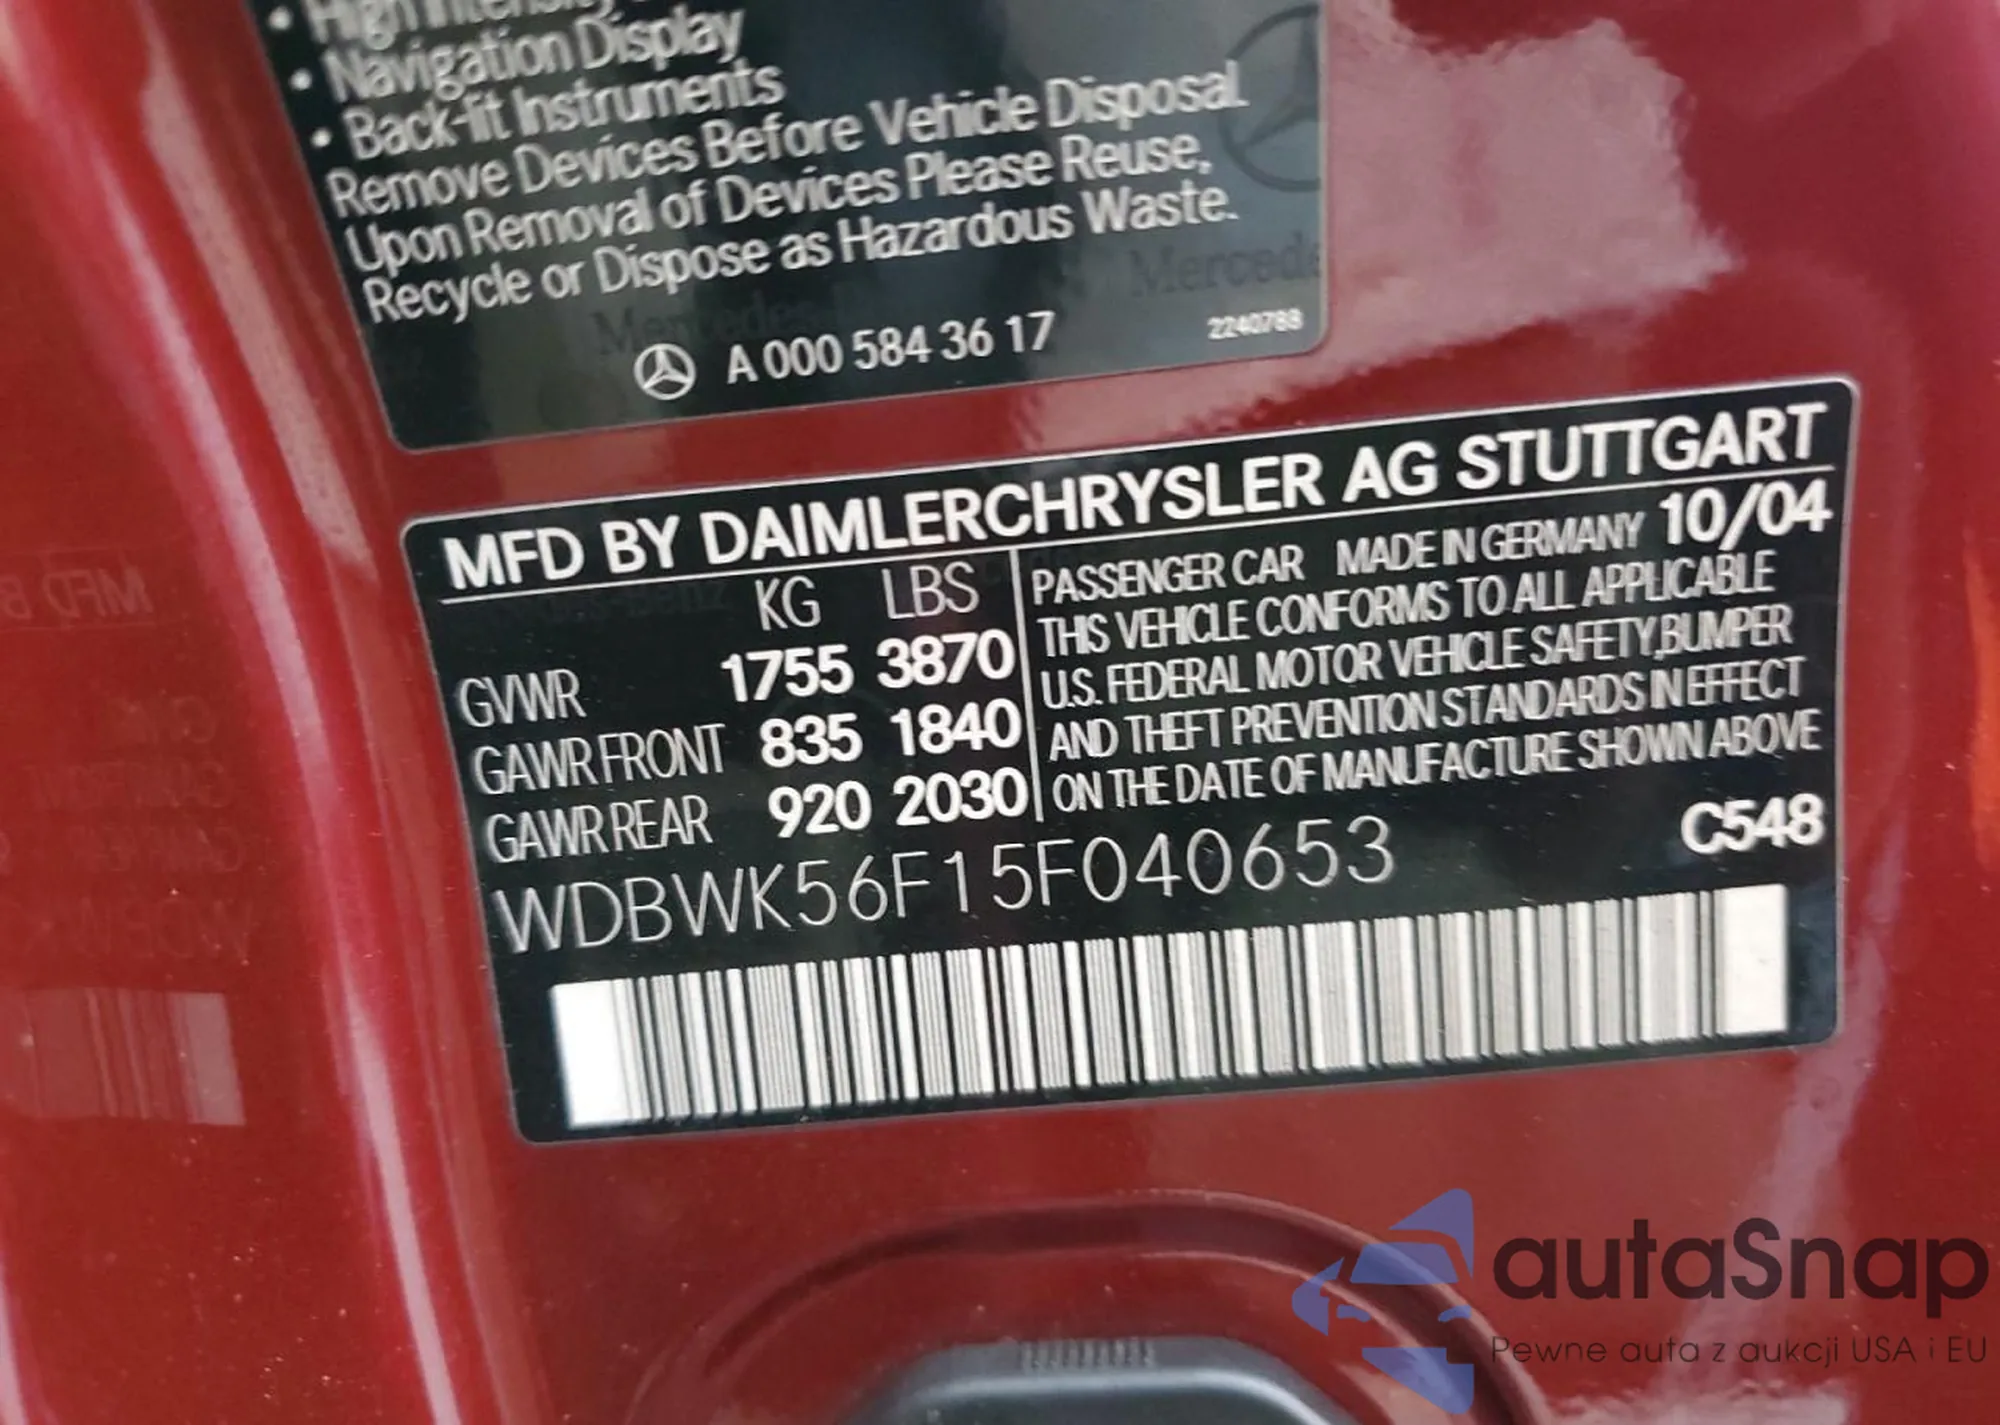 • High Intensity
• Navigation Display
• Back-lit Instruments
Remove Devices Before Vehicle Disposal.
Upon Removal of Devices Please Reuse,
Recycle or Dispose as Hazardous Waste.
A 000 584 36 17
2240788
MFD BY DAIMLERCHRYSLER AG STUTTGART
KG LBS
GVWR 1755 3870
GAWR FRONT 835 1840
GAWR REAR 920 2030
PASSENGER CAR MADE IN GERMANY 10/04
THIS VEHICLE CONFORMS TO ALL APPLICABLE
U.S. FEDERAL MOTOR VEHICLE SAFETY,BUMPER
AND THEFT PREVENTION STANDARDS IN EFFECT
ON THE DATE OF MANUFACTURE SHOWN ABOVE
WDBWK56F15F040653
C548
autaSnap
Pewne auta z aukcji USA i EU